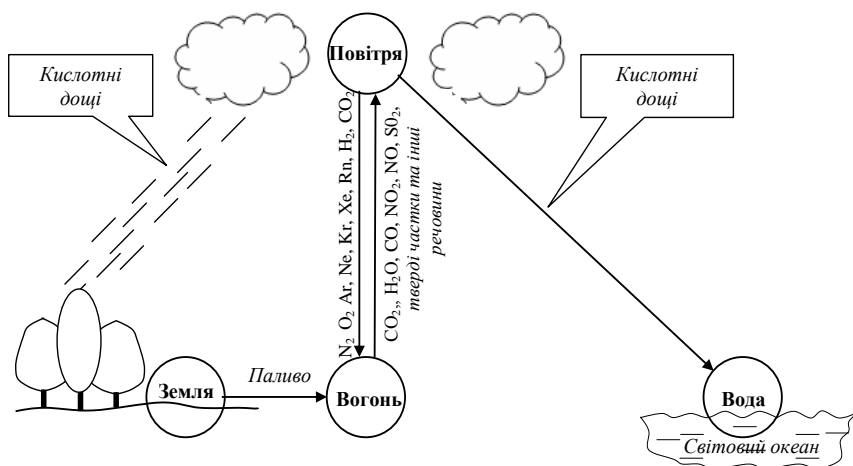 Кислотні
дощі
Повітря
Кислотні
дощі
N₂ O₂ Ar, Ne, Kr, Xe, Rn, H₂, CO₂
CO₂,, H₂O, CO, NO₂, NO, S0₂,
тверді частки та інші
речовини
Земля
Паливо
Вогонь
Вода
Світовий океан